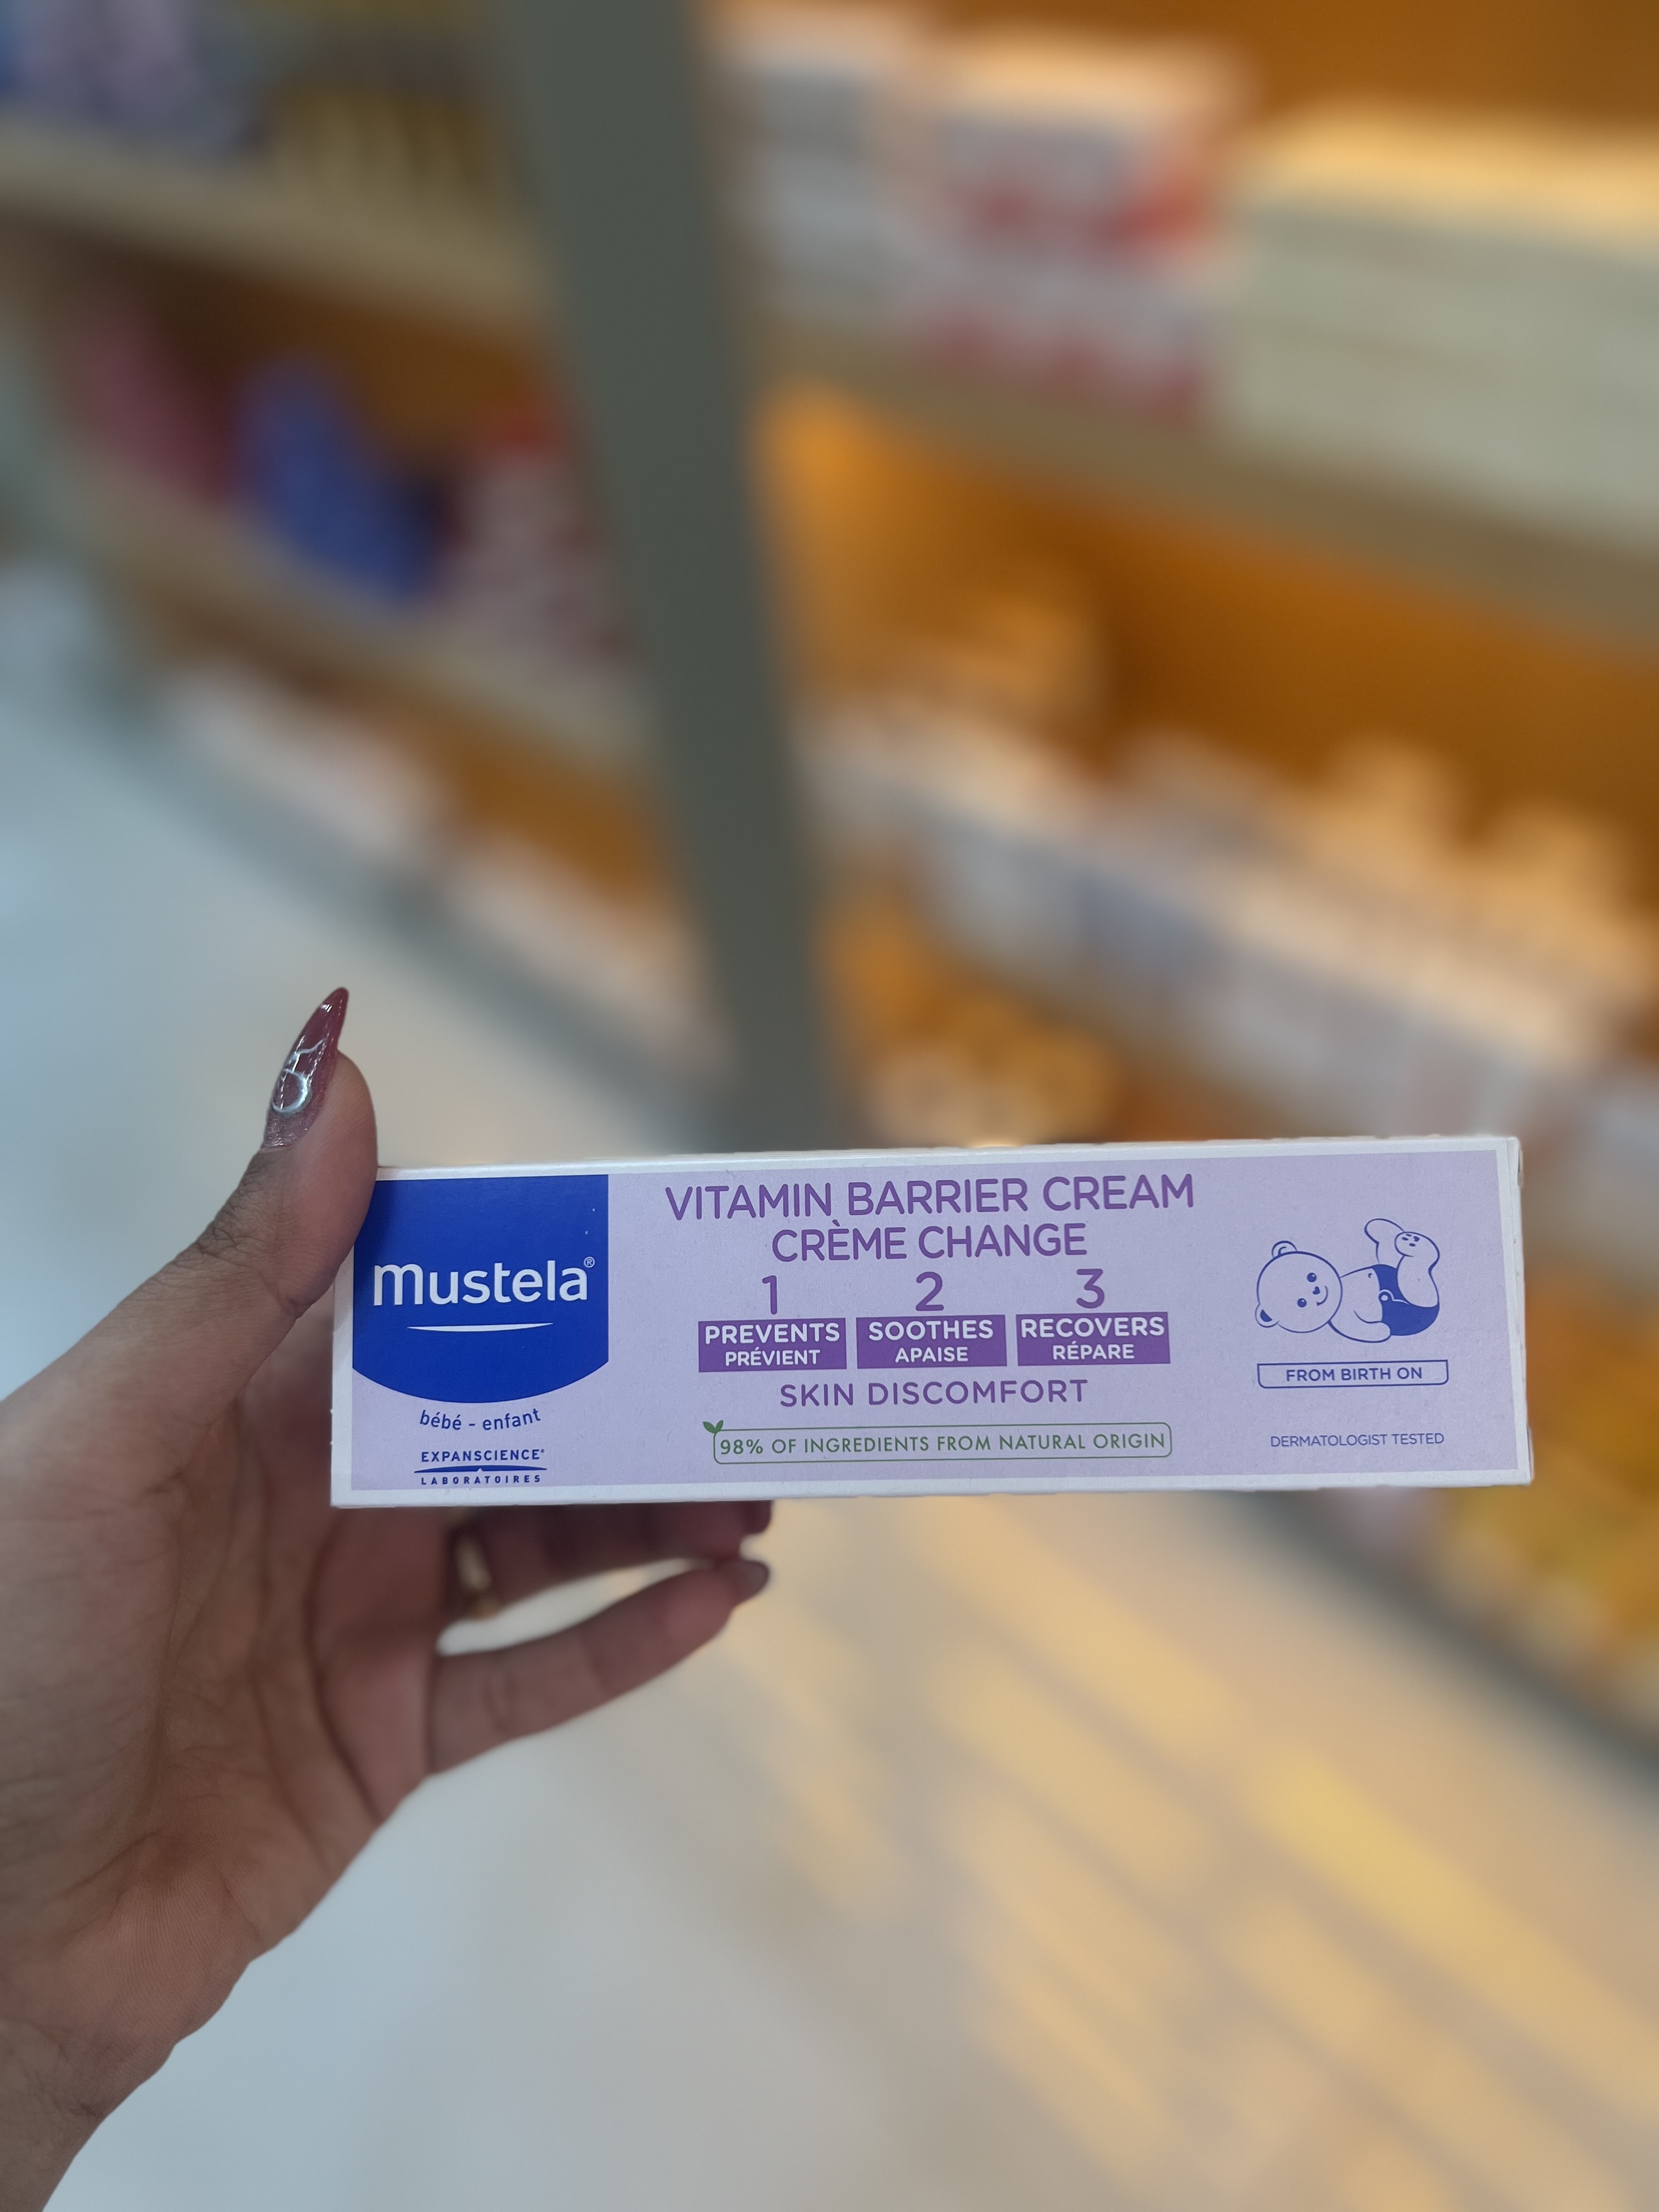 mustela®
bébé - enfant
EXPANSCIENCE®
LABORATOIRES
VITAMIN BARRIER CREAM
CRÈME CHANGE
1 2 3
PREVENTS SOOTHES RECOVERS
PRÉVIENT APAISE RÉPARE
SKIN DISCOMFORT
98% OF INGREDIENTS FROM NATURAL ORIGIN
FROM BIRTH ON
DERMATOLOGIST TESTED